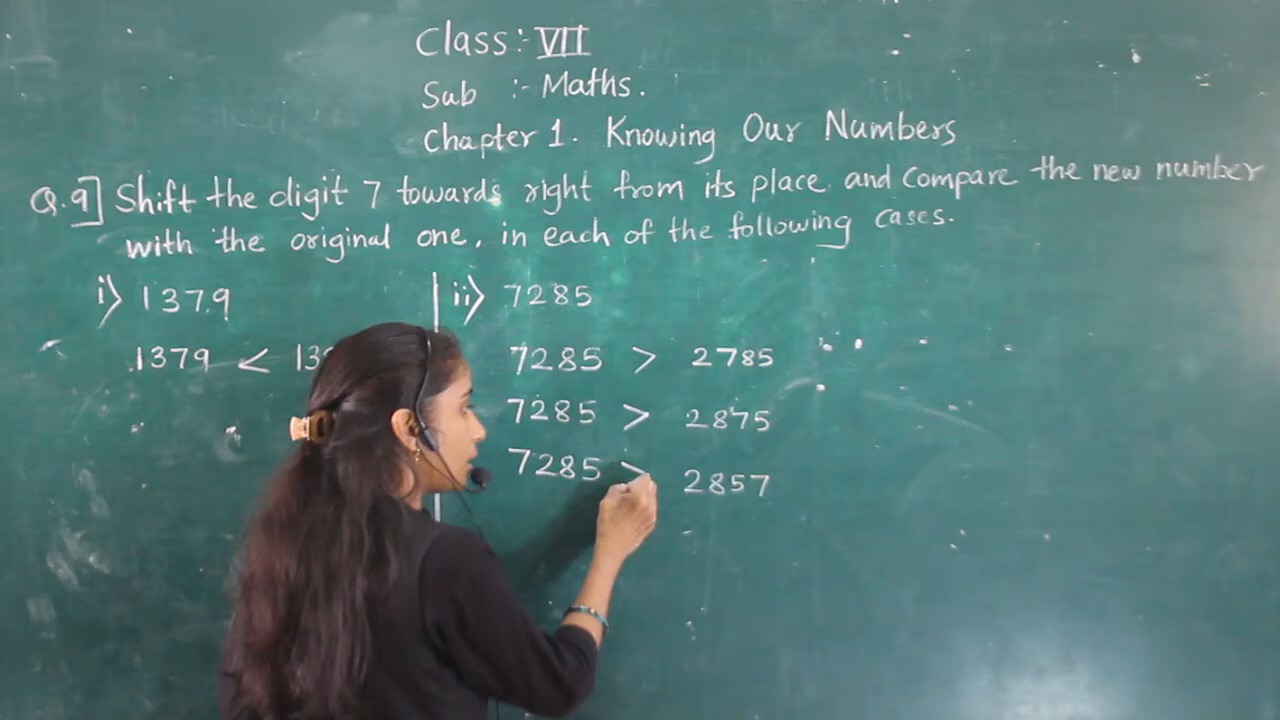 Class:- VII
Sub :- Maths.
Chapter 1. Knowing Our Numbers
Q.9] Shift the digit 7 towards right from its place and Compare the new number
with the original one, in each of the following cases.
i) 1379
1379 <
ii) 7285
7285 > 2785
7285 > 2875
7285 > 2857